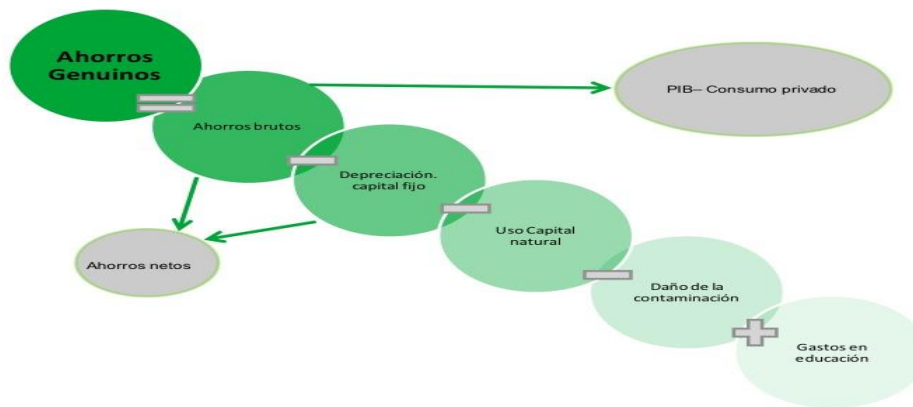 Ahorros
Genuinos
Ahorros brutos
PIB– Consumo privado
Depreciación.
capital fijo
Uso Capital
natural
Ahorros netos
Daño de la
contaminación
Gastos en
educación